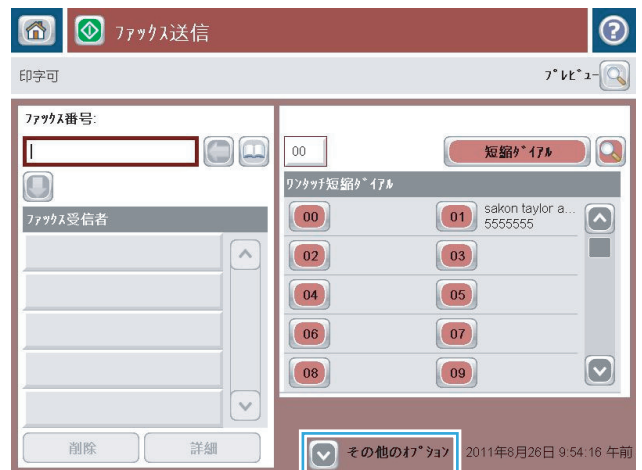 ﾌｧｯｸｽ送信
印字可
ﾌﾟﾚﾋﾞｭｰ
ﾌｧｯｸｽ番号:
00
短縮ﾀﾞｲｱﾙ
ﾜﾝﾀｯﾁ短縮ﾀﾞｲｱﾙ
ﾌｧｯｸｽ受信者
00
01
sakon taylor a...
5555555
02
03
04
05
06
07
08
09
削除
詳細
その他のｵﾌﾟｼｮﾝ
2011年8月26日 9:54:16 午前